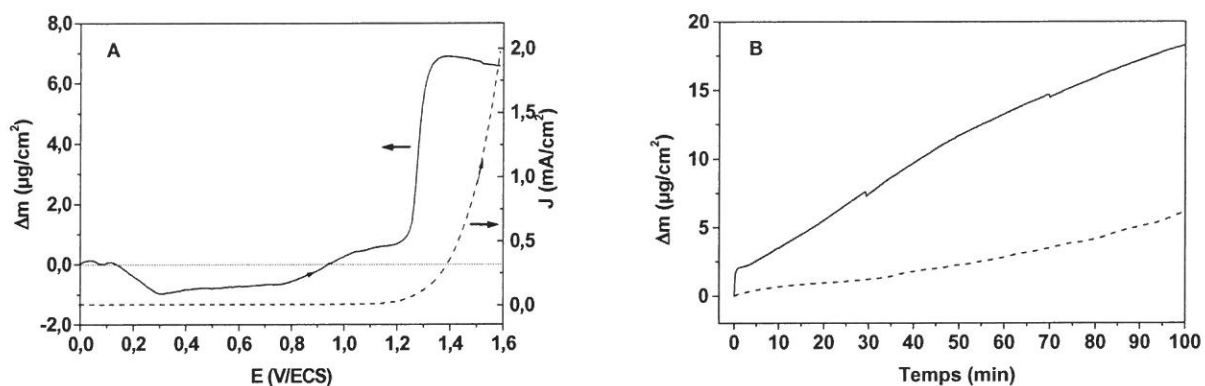 A
8,0
6,0
4,0
2,0
0,0
-2,0
Δm (µg/cm²)
0,0 0,2 0,4 0,6 0,8 1,0 1,2 1,4 1,6
E (V/ECS)
2,0
1,5
1,0
0,5
0,0
J (mA/cm²)
B
20
15
10
5
0
Δm (µg/cm²)
0 10 20 30 40 50 60 70 80 90 100
Temps (min)